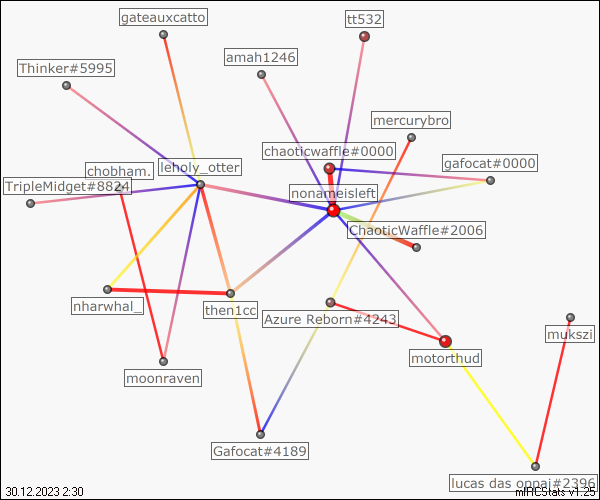 gateauxcatto
tt532
amah1246
Thinker#5995
mercurybro
chaoticwaffle#0000
gafocat#0000
chobham.
leholy_otter
TripleMidget#8824
nonameisleft
ChaoticWaffle#2006
nharwhal_
then1cc
Azure Reborn#4243
mukszi
motorthud
moonraven
Gafocat#4189
lucas das oppai#2396
30.12.2023 2:30
mIRCStats v1.25